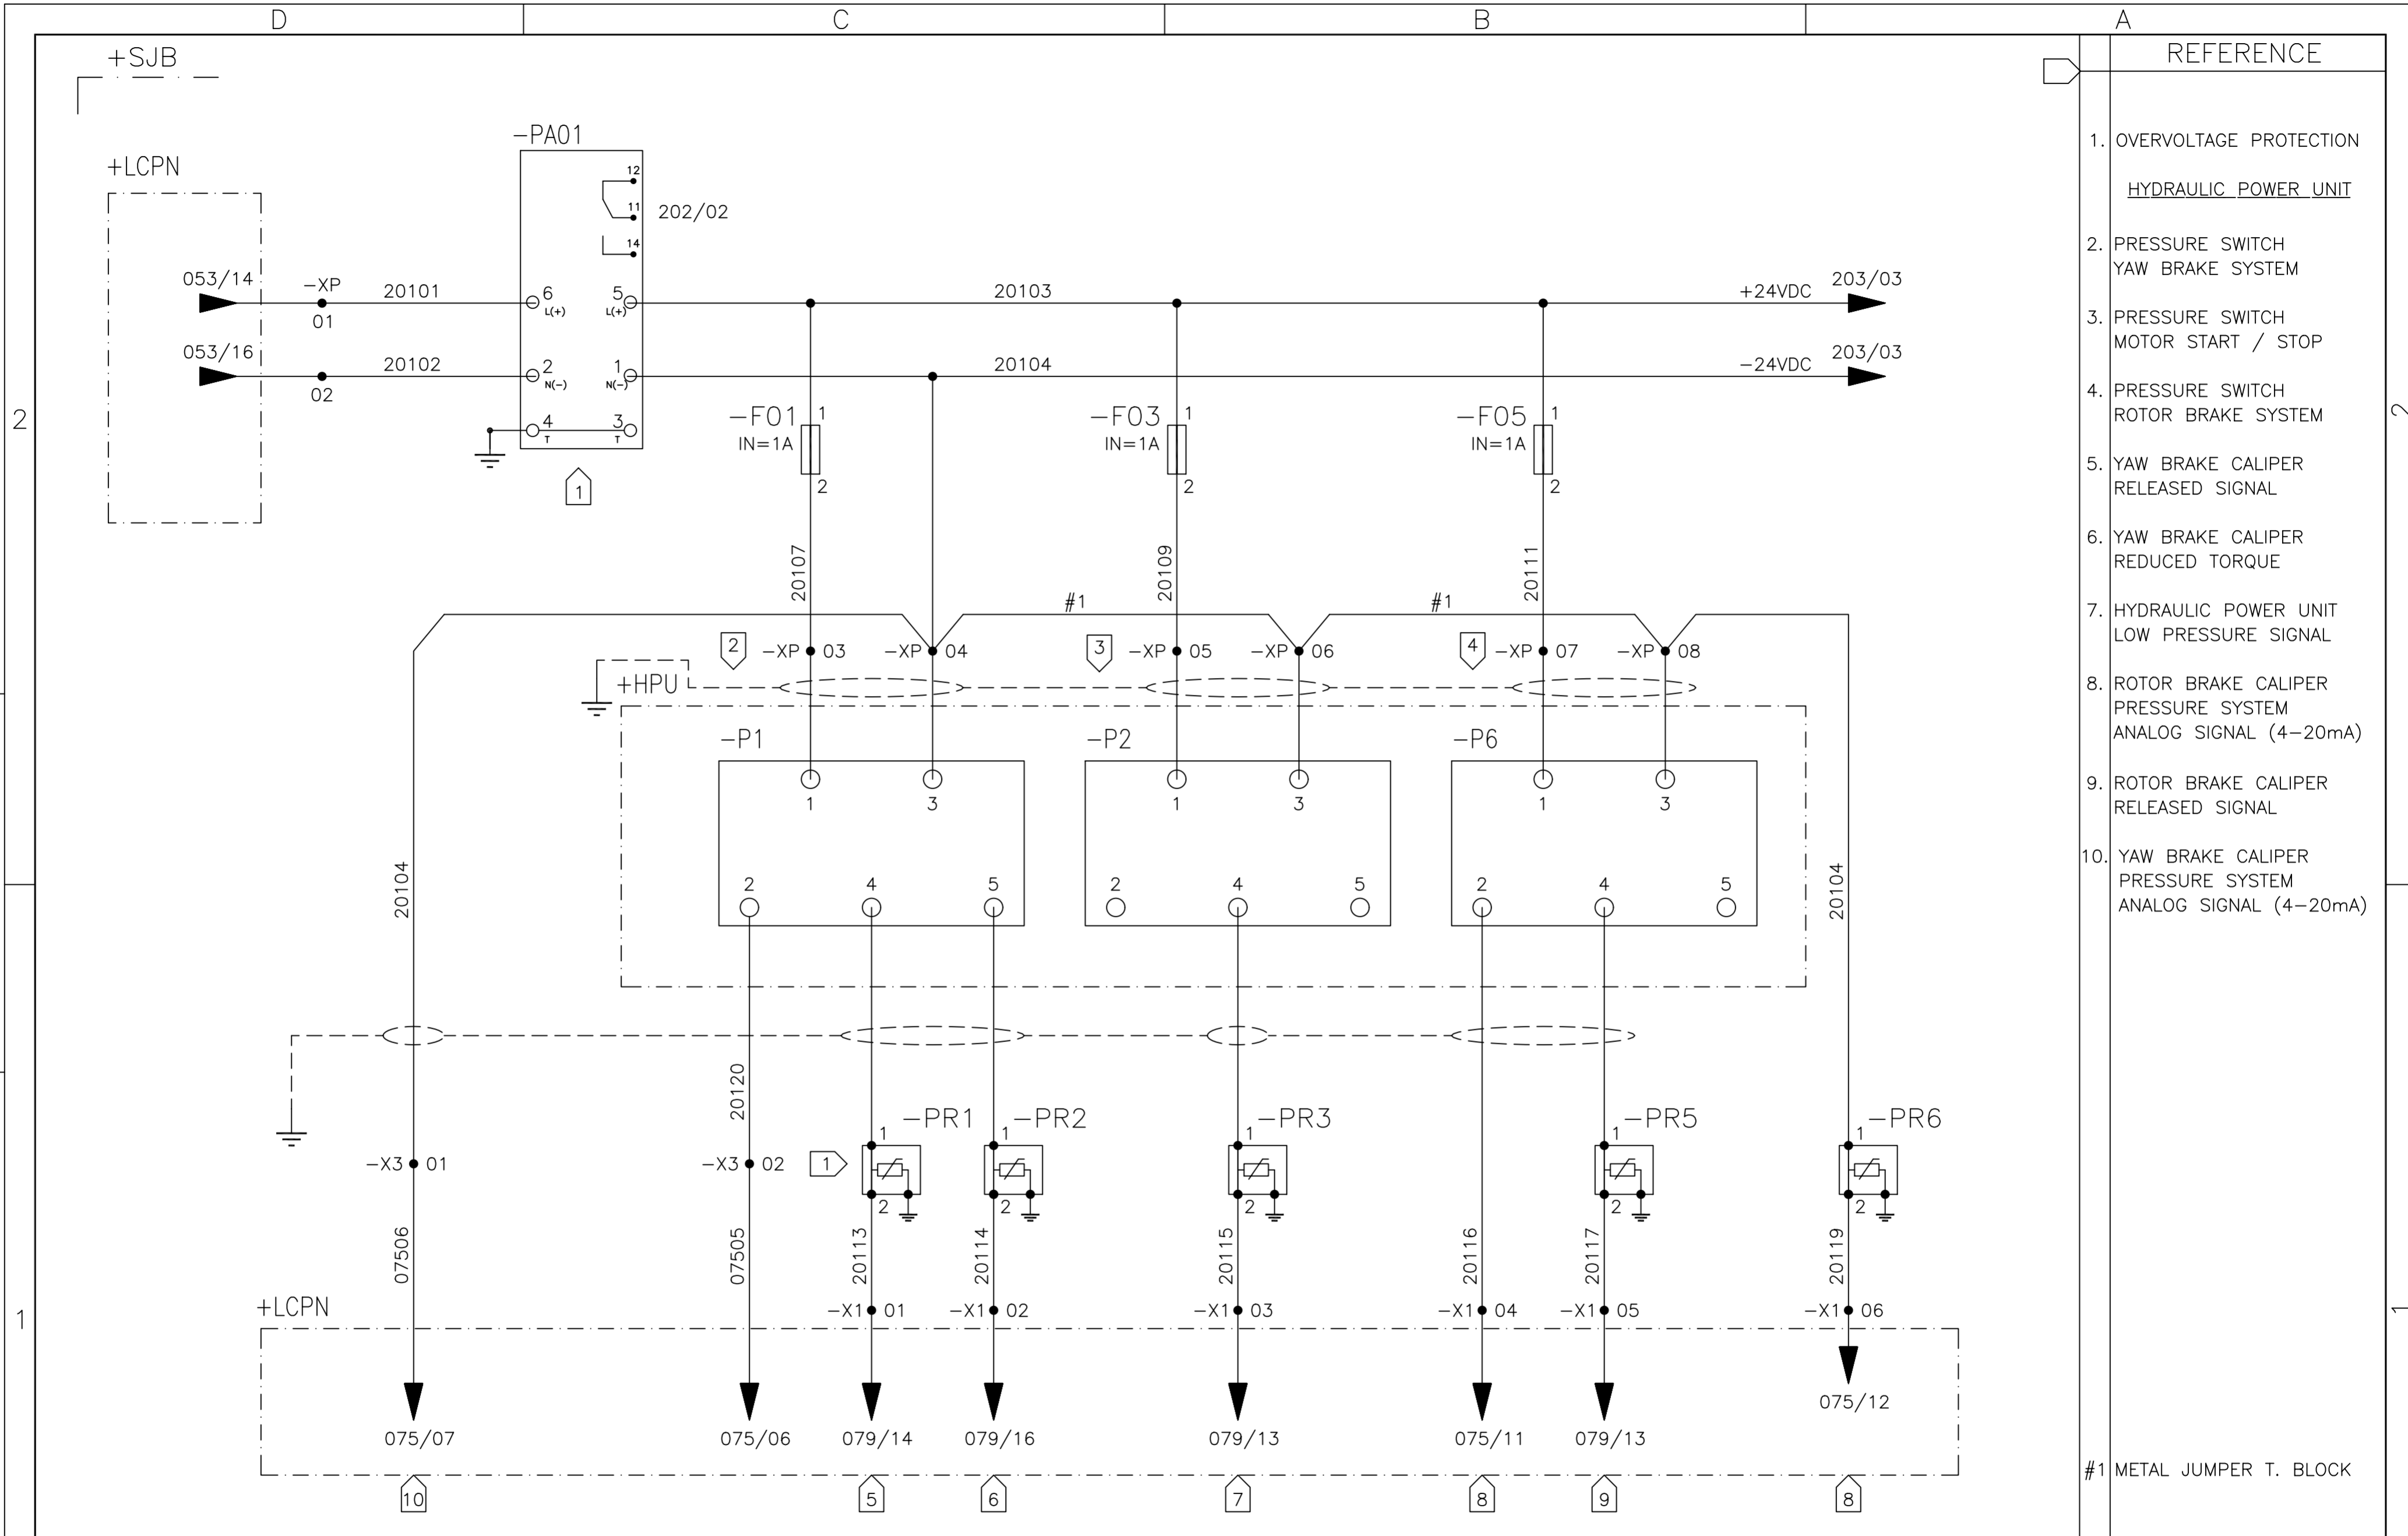 D C B A
+SJB
REFERENCE
-PA01
+LCPN
12
11
202/02
14
053/14 -XP 20101 6 5 20103 +24VDC 203/03
L(+) L(+)
01
053/16 20102 2 1 20104 -24VDC 203/03
N(-) N(-)
02
4 3
T T
1
-F01 1 -F03 1 -F05 1
IN=1A IN=1A IN=1A
2 2 2
2 2
20107 20109 20111
#1 #1
2 -XP 03 -XP 04 3 -XP 05 -XP 06 4 -XP 07 -XP 08
+HPU
-P1 -P2 -P6
1 3 1 3 1 3
2 4 5 2 4 5 2 4 5
20104 20104
20120
-PR1 -PR2 -PR3 -PR5 -PR6
1 1 1 1 1
-X3 01 -X3 02 1
2 2 2 2 2
07506 07505 20113 20114 20115 20116 20117 20119
+LCPN
-X1 01 -X1 02 -X1 03 -X1 04 -X1 05 -X1 06
1 1
075/12
075/07 075/06 079/14 079/16 079/13 075/11 079/13
10 5 6 7 8 9 8
1. OVERVOLTAGE PROTECTION
HYDRAULIC POWER UNIT
2. PRESSURE SWITCH
YAW BRAKE SYSTEM
3. PRESSURE SWITCH
MOTOR START / STOP
4. PRESSURE SWITCH
ROTOR BRAKE SYSTEM
5. YAW BRAKE CALIPER
RELEASED SIGNAL
6. YAW BRAKE CALIPER
REDUCED TORQUE
7. HYDRAULIC POWER UNIT
LOW PRESSURE SIGNAL
8. ROTOR BRAKE CALIPER
PRESSURE SYSTEM
ANALOG SIGNAL (4-20mA)
9. ROTOR BRAKE CALIPER
RELEASED SIGNAL
10. YAW BRAKE CALIPER
PRESSURE SYSTEM
ANALOG SIGNAL (4-20mA)
#1 METAL JUMPER T. BLOCK